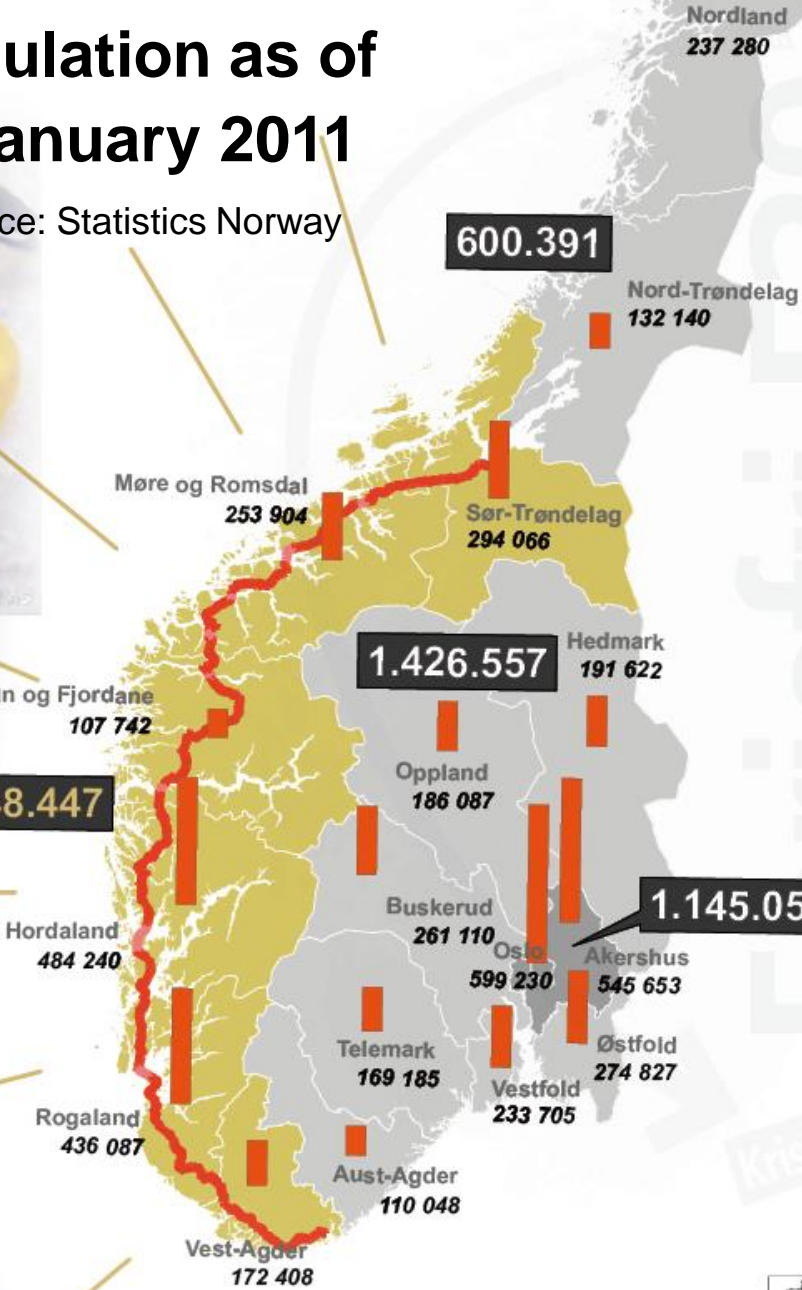 ulation as of
anuary 2011
ce: Statistics Norway
Nordland
237 280
600.391
Nord-Trøndelag
132 140
Møre og Romsdal
253 904
Sør-Trøndelag
294 066
1.426.557
Hedmark
191 622
n og Fjordane
107 742
Oppland
186 087
8.447
Buskerud
261 110
1.145.05
Hordaland
484 240
Oslo
599 230
Akershus
545 653
Telemark
169 185
Østfold
274 827
Vestfold
233 705
Rogaland
436 087
Aust-Agder
110 048
Kris
Vest-Agder
172 408